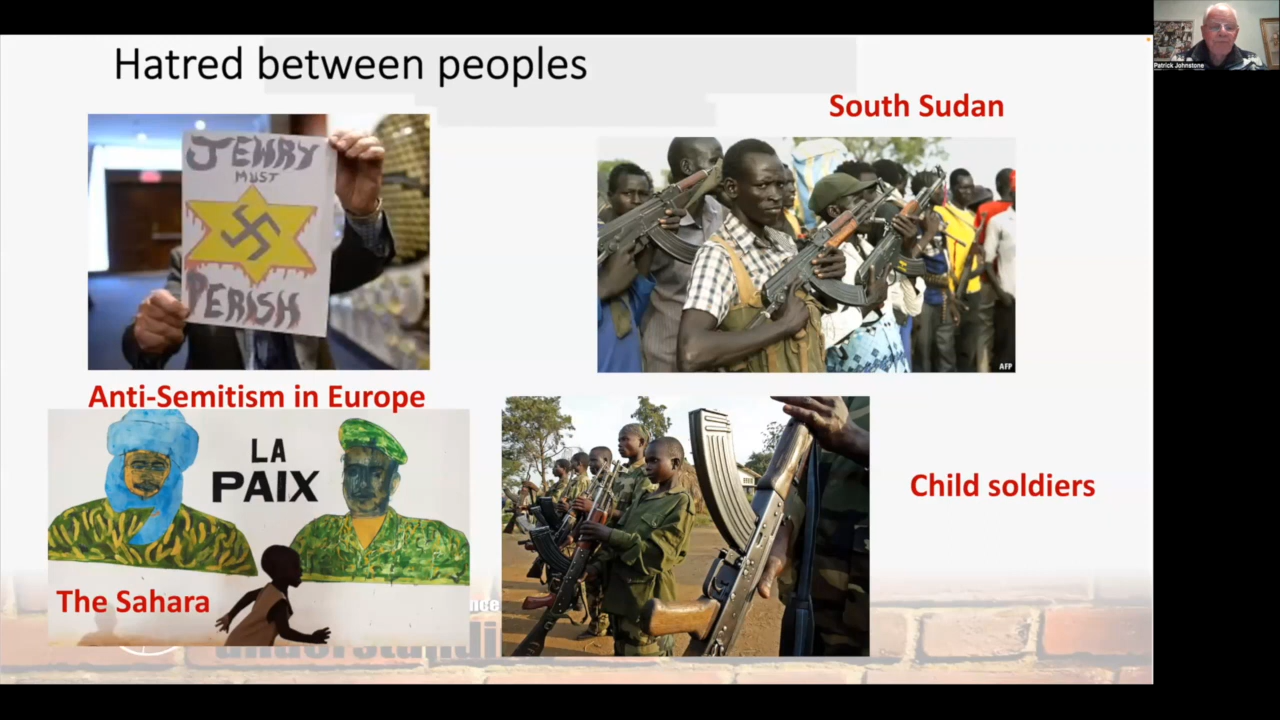 Hatred between peoples
Patrick Johnstone
South Sudan
JEWRY
MUST
PERISH
AFP
Anti-Semitism in Europe
LA
PAIX
Child soldiers
The Sahara